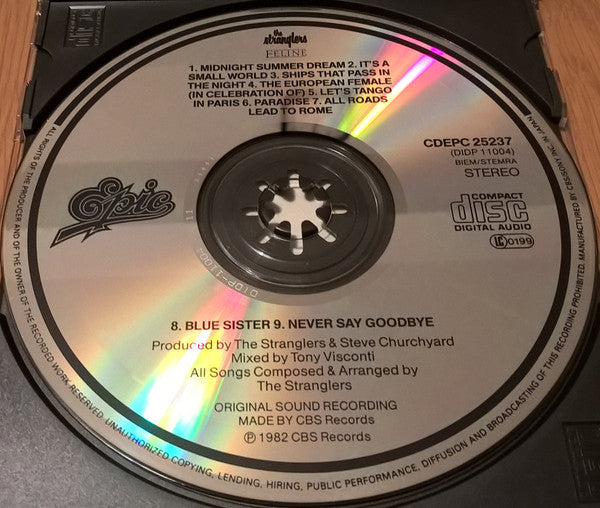 the
stranglers
FELINE
1. MIDNIGHT SUMMER DREAM 2. IT'S A
SMALL WORLD 3. SHIPS THAT PASS IN
THE NIGHT 4. THE EUROPEAN FEMALE
(IN CELEBRATION OF) 5. LET'S TANGO
IN PARIS 6. PARADISE 7. ALL ROADS
LEAD TO ROME
CDEPC 25237
(DIDP 11004)
BIEM/STEMRA
STEREO
Epic
COMPACT
disc
DIGITAL AUDIO
LC 0199
DIDP-11004
11
8. BLUE SISTER 9. NEVER SAY GOODBYE
Produced by The Stranglers & Steve Churchyard
Mixed by Tony Visconti
All Songs Composed & Arranged by
The Stranglers
ORIGINAL SOUND RECORDING
MADE BY CBS Records
℗ 1982 CBS Records
ALL RIGHTS OF THE PRODUCER AND OF THE OWNER OF THE RECORDED WORK RESERVED. UNAUTHORIZED COPYING, LENDING, HIRING, PUBLIC PERFORMANCE, DIFFUSION AND BROADCASTING OF THIS RECORDING PROHIBITED. MANUFACTURED BY CBS/SONY INC. IN JAPAN